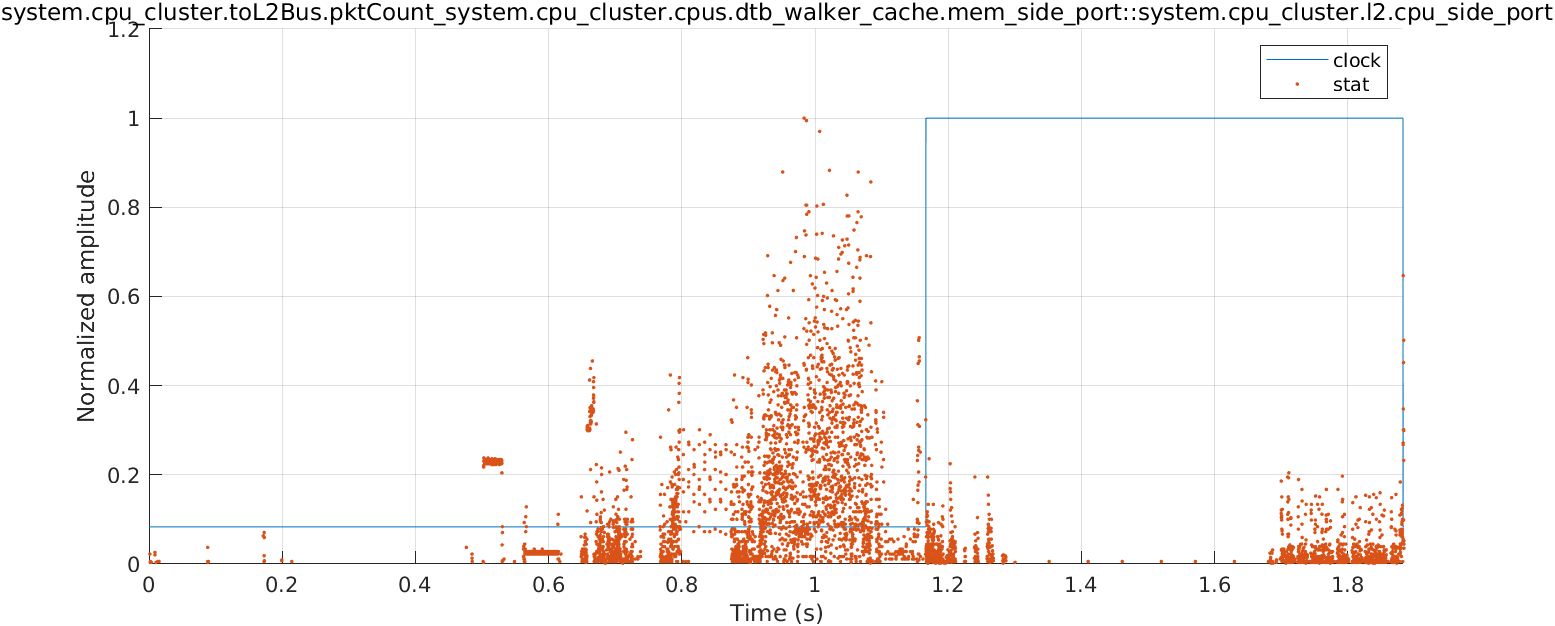 system.cpu_cluster.toL2Bus.pktCount_system.cpu_cluster.cpus.dtb_walker_cache.mem_side_port::system.cpu_cluster.l2.cpu_side_port
1.2
1
0.8
0.6
0.4
0.2
0
Normalized amplitude
clock
stat
0 0.2 0.4 0.6 0.8 1 1.2 1.4 1.6 1.8
Time (s)